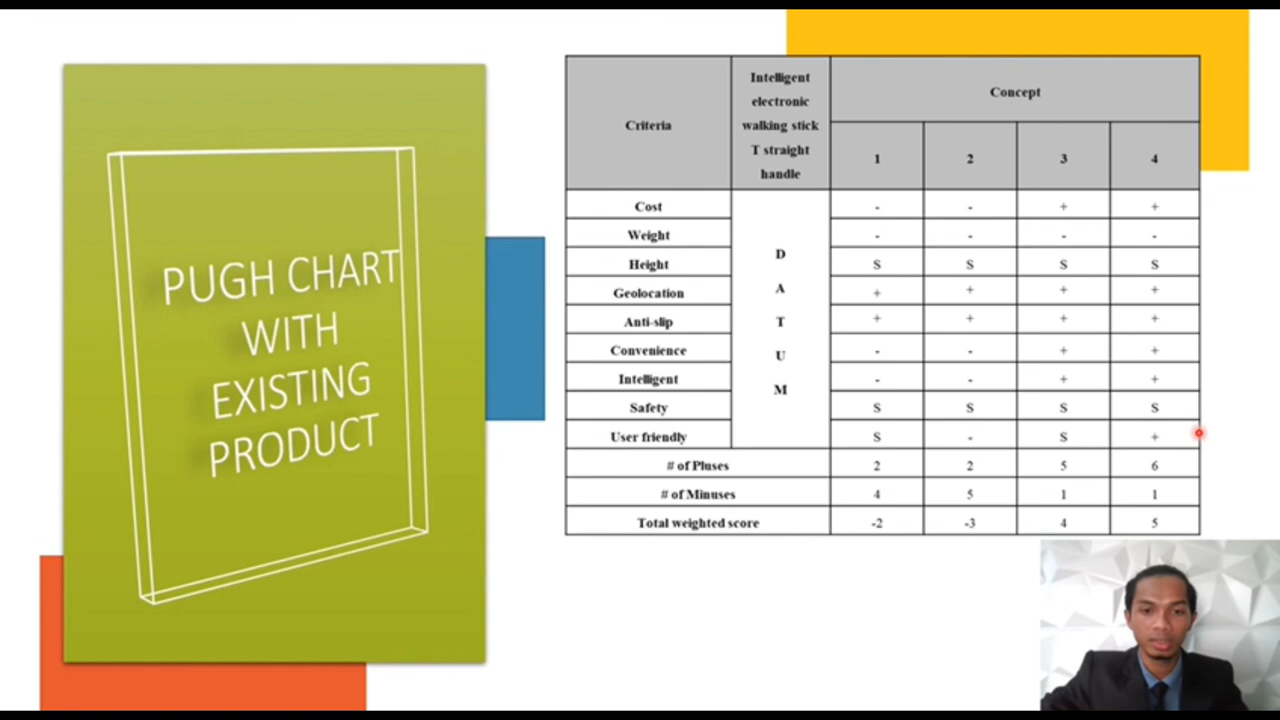 PUGH CHART
WITH
EXISTING
PRODUCT
Criteria
Intelligent
electronic
walking stick
T straight
handle
Concept
1 2 3 4
Cost - - + +
Weight - - - -
Height S S S S
Geolocation + + + +
Anti-slip + + + +
Convenience - - + +
Intelligent - - + +
Safety S S S S
User friendly S - S +
D
A
T
U
M
# of Pluses 2 2 5 6
# of Minuses 4 5 1 1
Total weighted score -2 -3 4 5